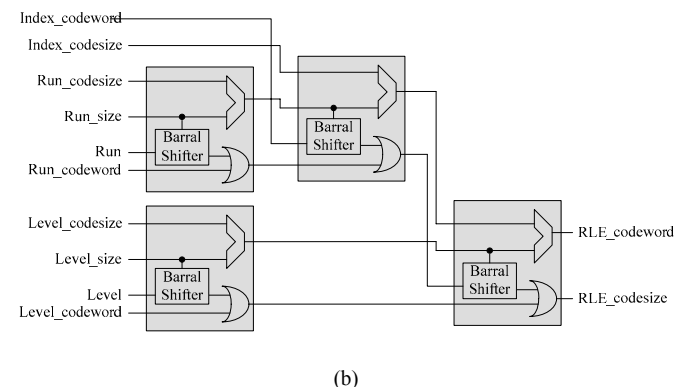 Index_codeword
Index_codesize
Run_codesize
Run_size
Barral
Shifter
Run
Run_codeword
Barral
Shifter
Level_codesize
Level_size
Barral
Shifter
Level
Level_codeword
Barral
Shifter
RLE_codeword
RLE_codesize
(b)